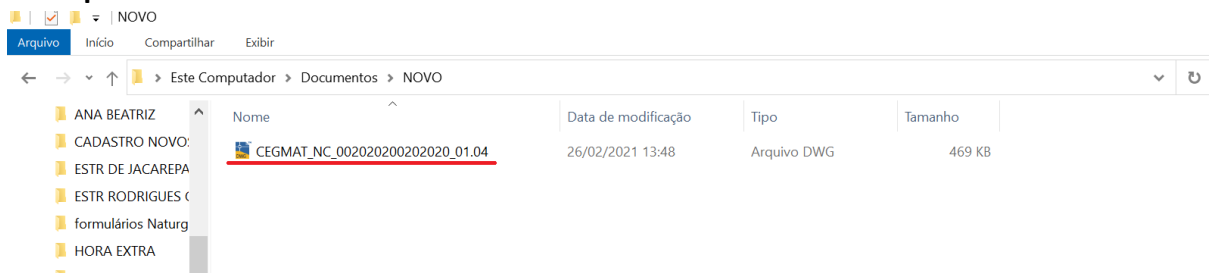 NOVO
Arquivo Início Compartilhar Exibir
Este Computador > Documentos > NOVO
ANA BEATRIZ Nome Data de modificação Tipo Tamanho
CADASTRO NOVO
CEGMAT_NC_002020200202020_01.04 26/02/2021 13:48 Arquivo DWG 469 KB
ESTR DE JACAREPA
ESTR RODRIGUES
formulários Naturg
HORA EXTRA